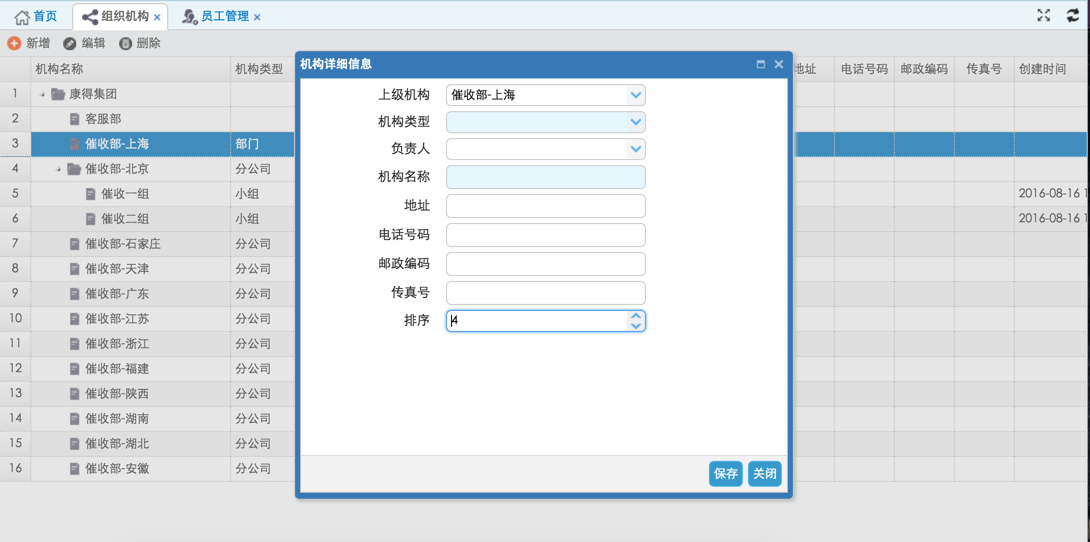 首页 组织机构 × 员工管理 ×
新增 编辑 删除
机构名称 机构类型 地址 电话号码 邮政编码 传真号 创建时间
1 康得集团
2 客服部
3 催收部-上海 部门
4 催收部-北京 分公司
5 催收一组 小组 2016-08-16 1
6 催收二组 小组 2016-08-16 1
7 催收部-石家庄 分公司
8 催收部-天津 分公司
9 催收部-广东 分公司
10 催收部-江苏 分公司
11 催收部-浙江 分公司
12 催收部-福建 分公司
13 催收部-陕西 分公司
14 催收部-湖南 分公司
15 催收部-湖北 分公司
16 催收部-安徽 分公司
机构详细信息
上级机构 催收部-上海
机构类型
负责人
机构名称
地址
电话号码
邮政编码
传真号
排序 4
保存 关闭